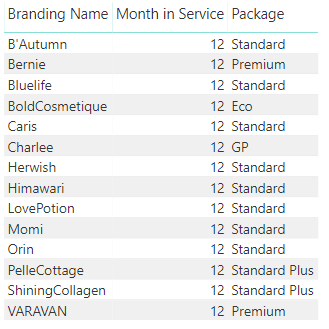 Branding Name Month in Service Package
B'Autumn 12 Standard
Bernie 12 Premium
Bluelife 12 Standard
BoldCosmetique 12 Eco
Caris 12 Standard
Charlee 12 GP
Herwish 12 Standard
Himawari 12 Standard
LovePotion 12 Standard
Momi 12 Standard
Orin 12 Standard
PelleCottage 12 Standard Plus
ShiningCollagen 12 Standard Plus
VARAVAN 12 Premium